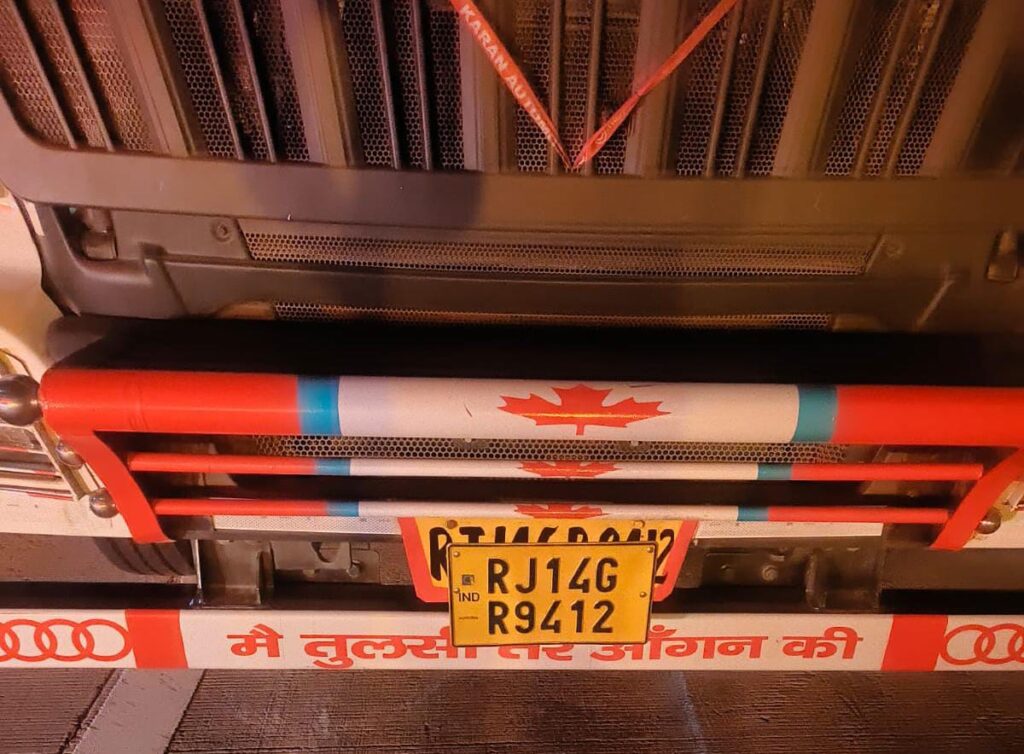 KARAN AUTO
IND
RJ14G
R9412
मै तुलसी तेरे आँगन की